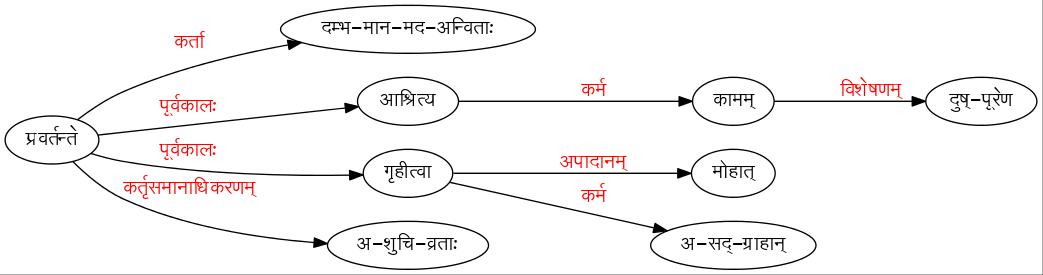 दम्भ-मान-मद-अन्विताः
कर्ता
पूर्वकालः
आश्रित्य
कर्म
कामम्
विशेषणम्
दुष्-पूरेण
प्रवर्तन्ते
पूर्वकालः
गृहीत्वा
अपादानम्
मोहात्
कर्तृसमानाधिकरणम्
कर्म
अ-शुचि-व्रताः
अ-सद्-ग्राहान्